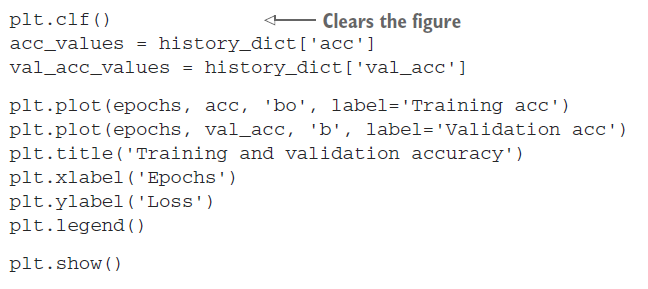 plt.clf() Clears the figure
acc_values = history_dict['acc']
val_acc_values = history_dict['val_acc']
plt.plot(epochs, acc, 'bo', label='Training acc')
plt.plot(epochs, val_acc, 'b', label='Validation acc')
plt.title('Training and validation accuracy')
plt.xlabel('Epochs')
plt.ylabel('Loss')
plt.legend()
plt.show()